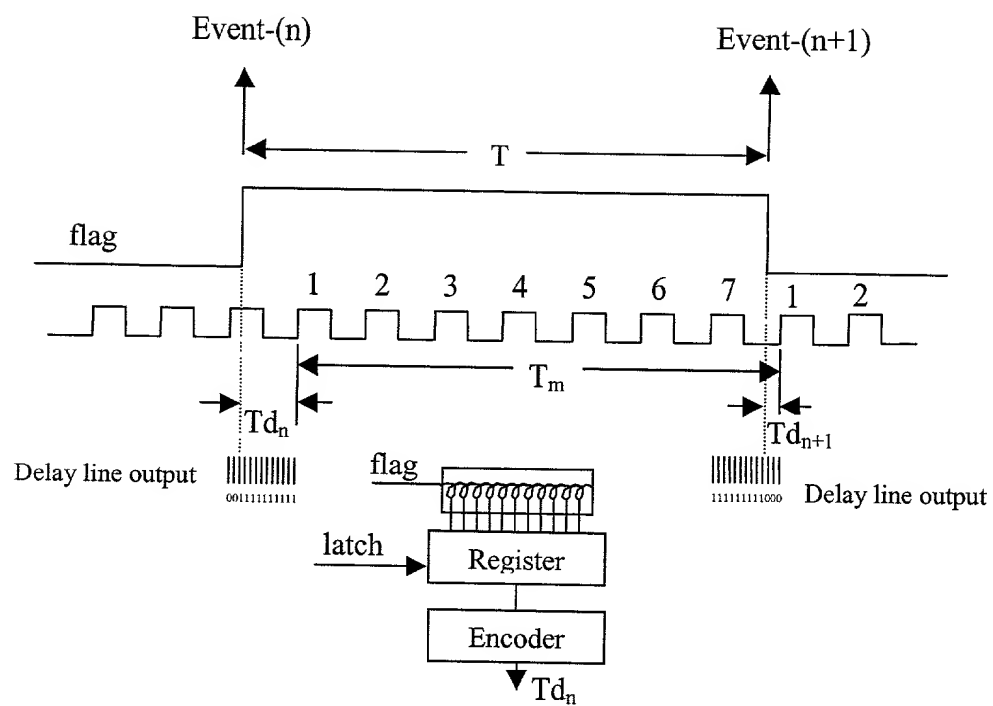 Event-(n)
Event-(n+1)
T
flag
1 2 3 4 5 6 7 1 2
Tm
Tdn
Tdn+1
Delay line output
001111111111
flag
111111111000
Delay line output
latch
Register
Encoder
Tdn